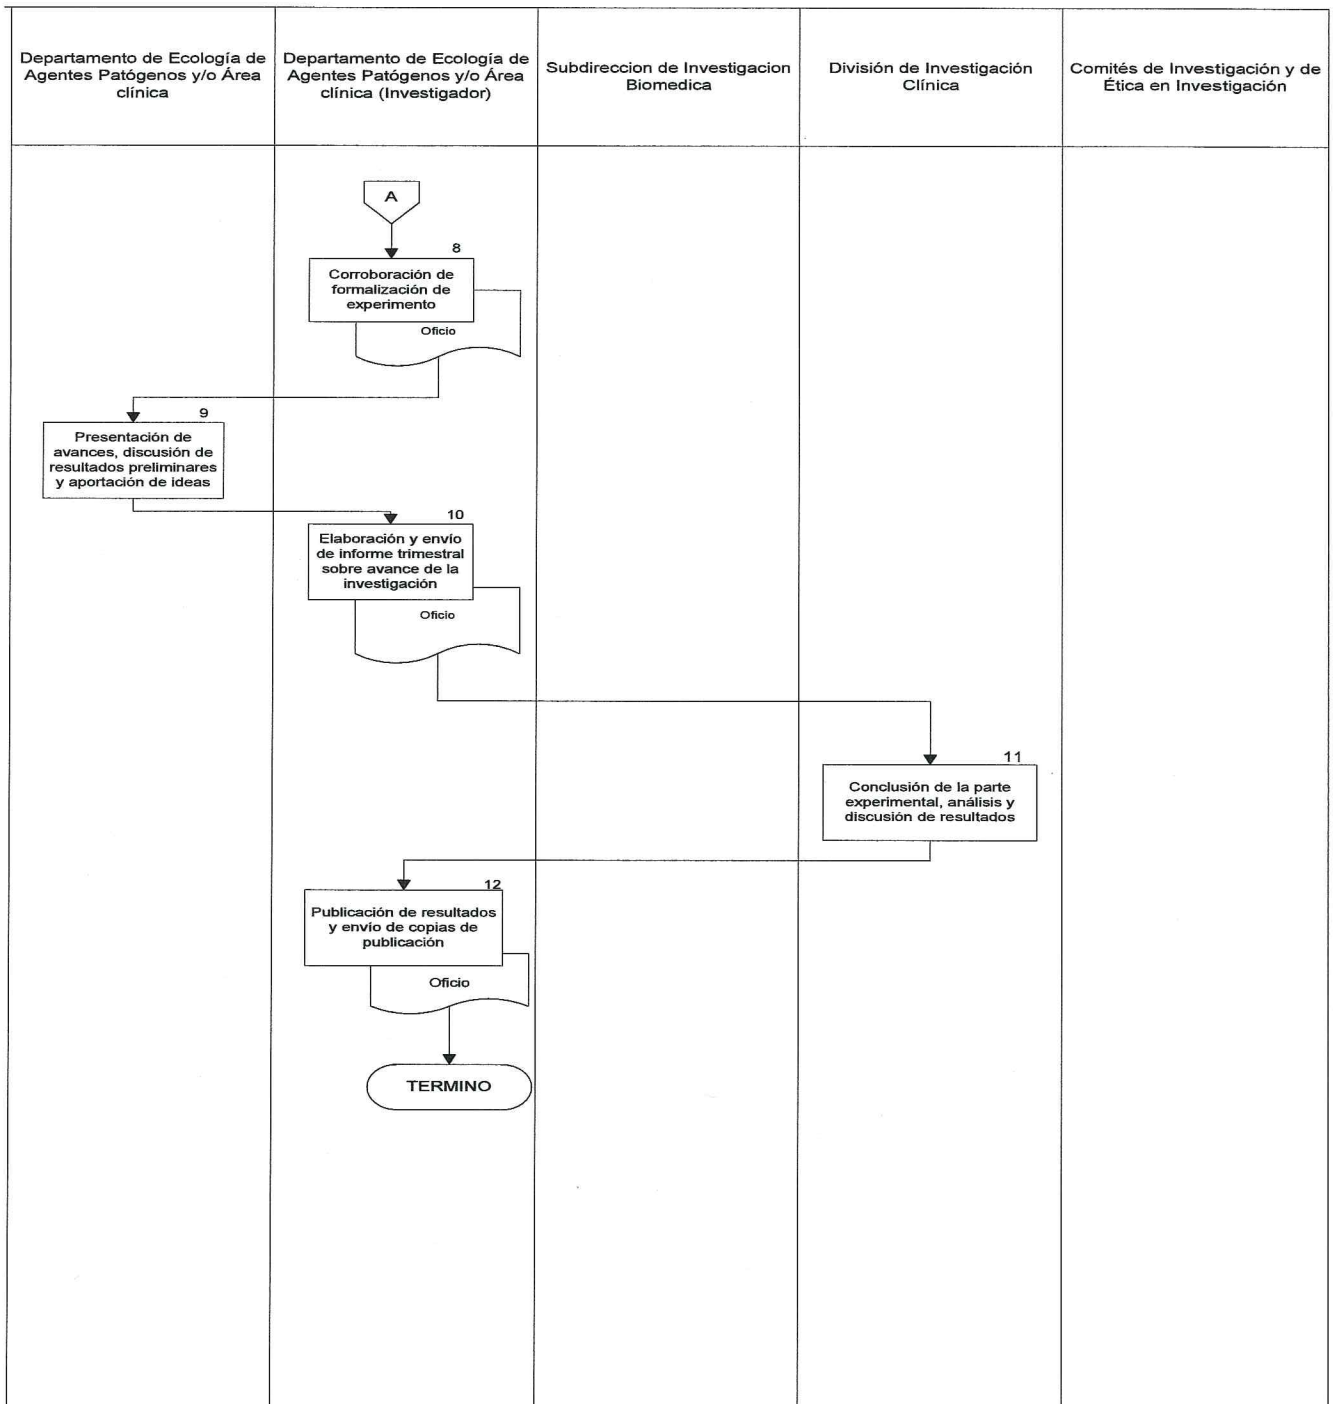 Departamento de Ecología de
Agentes Patógenos y/o Área
clínica
Departamento de Ecología de
Agentes Patógenos y/o Área
clínica (Investigador)
Subdireccion de Investigacion
Biomedica
División de Investigación
Clínica
Comités de Investigación y de
Ética en Investigación
A
8
Corroboración de
formalización de
experimento
Oficio
9
Presentación de
avances, discusión de
resultados preliminares
y aportación de ideas
10
Elaboración y envío
de informe trimestral
sobre avance de la
investigación
Oficio
11
Conclusión de la parte
experimental, análisis y
discusión de resultados
12
Publicación de resultados
y envío de copias de
publicación
Oficio
TERMINO